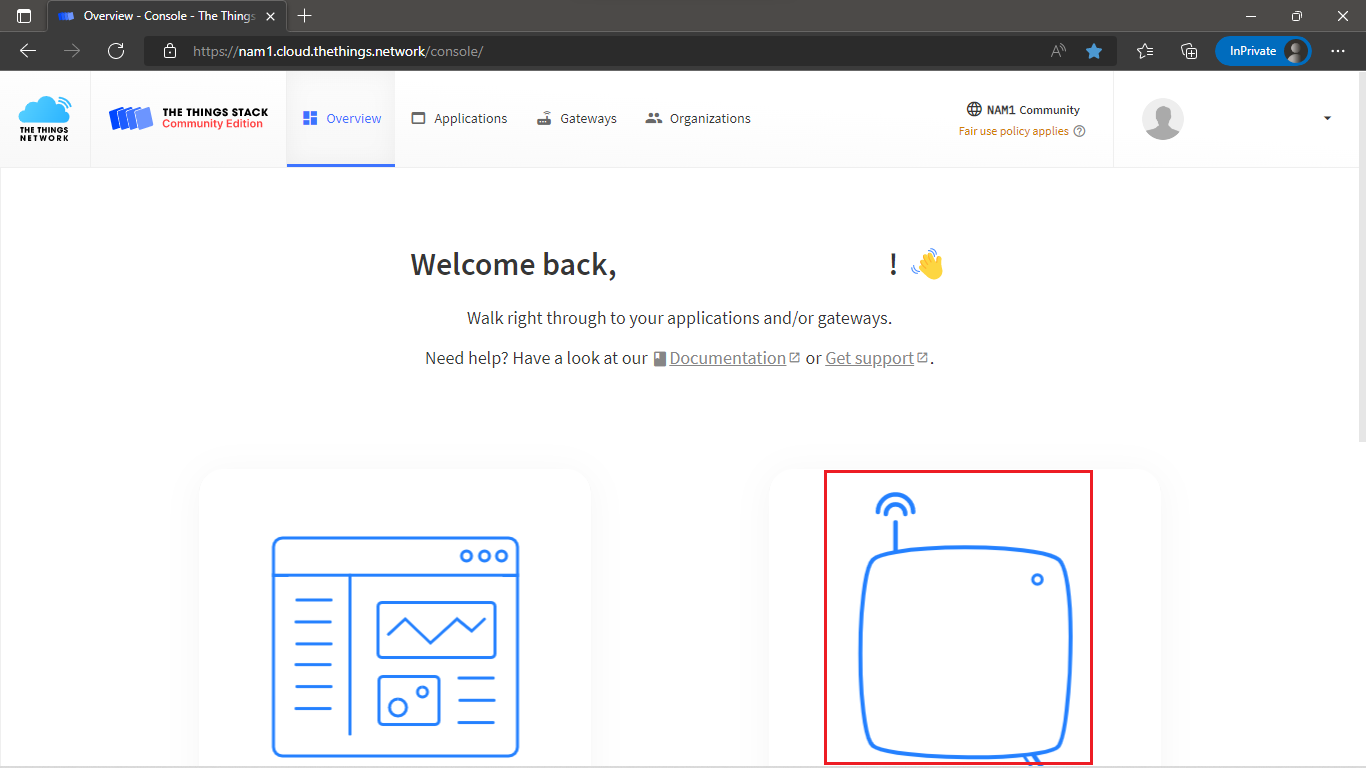 Overview - Console - The Things
https://nam1.cloud.thethings.network/console/
InPrivate
THE THINGS
NETWORK
THE THINGS STACK
Community Edition
Overview
Applications
Gateways
Organizations
NAM1 Community
Fair use policy applies
Welcome back, !
Walk right through to your applications and/or gateways.
Need help? Have a look at our Documentation or Get support.